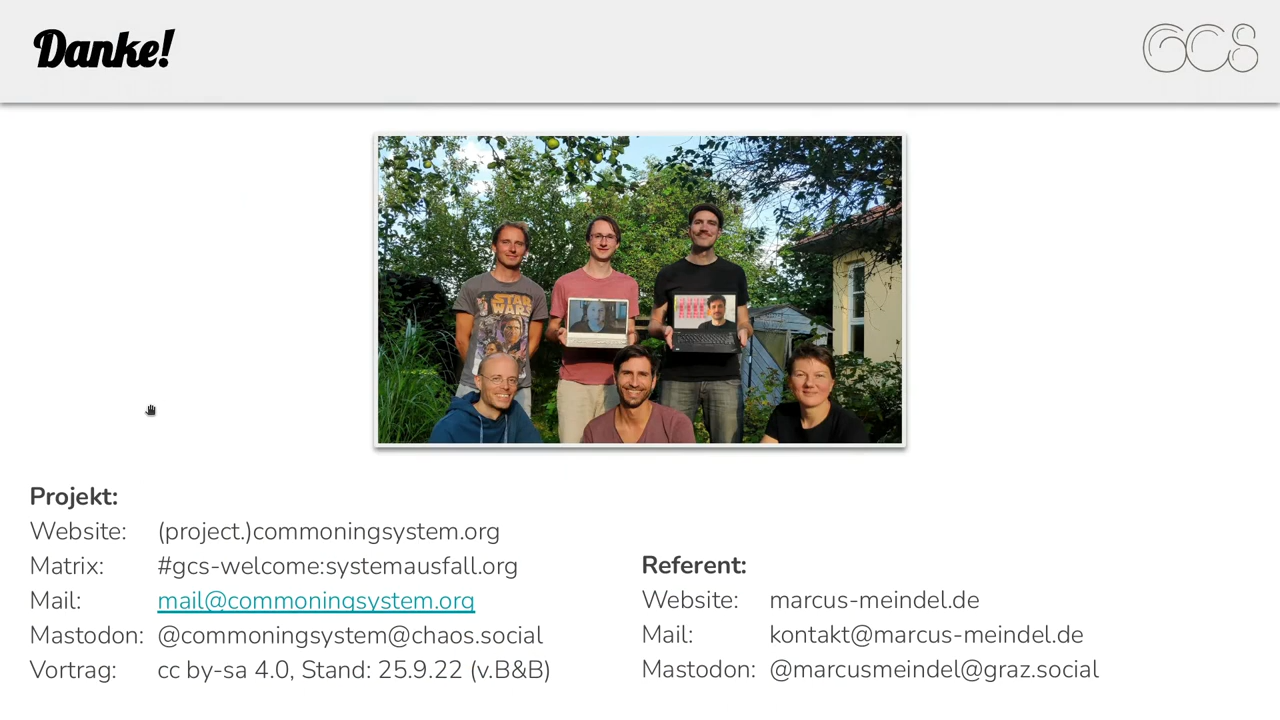 Danke!
GCS
STAR
WARS
Projekt:
Website: (project.)commoningsystem.org
Matrix: #gcs-welcome:systemausfall.org
Mail: mail@commoningsystem.org
Mastodon: @commoningsystem@chaos.social
Vortrag: cc by-sa 4.0, Stand: 25.9.22 (v.B&B)
Referent:
Website: marcus-meindel.de
Mail: kontakt@marcus-meindel.de
Mastodon: @marcusmeindel@graz.social